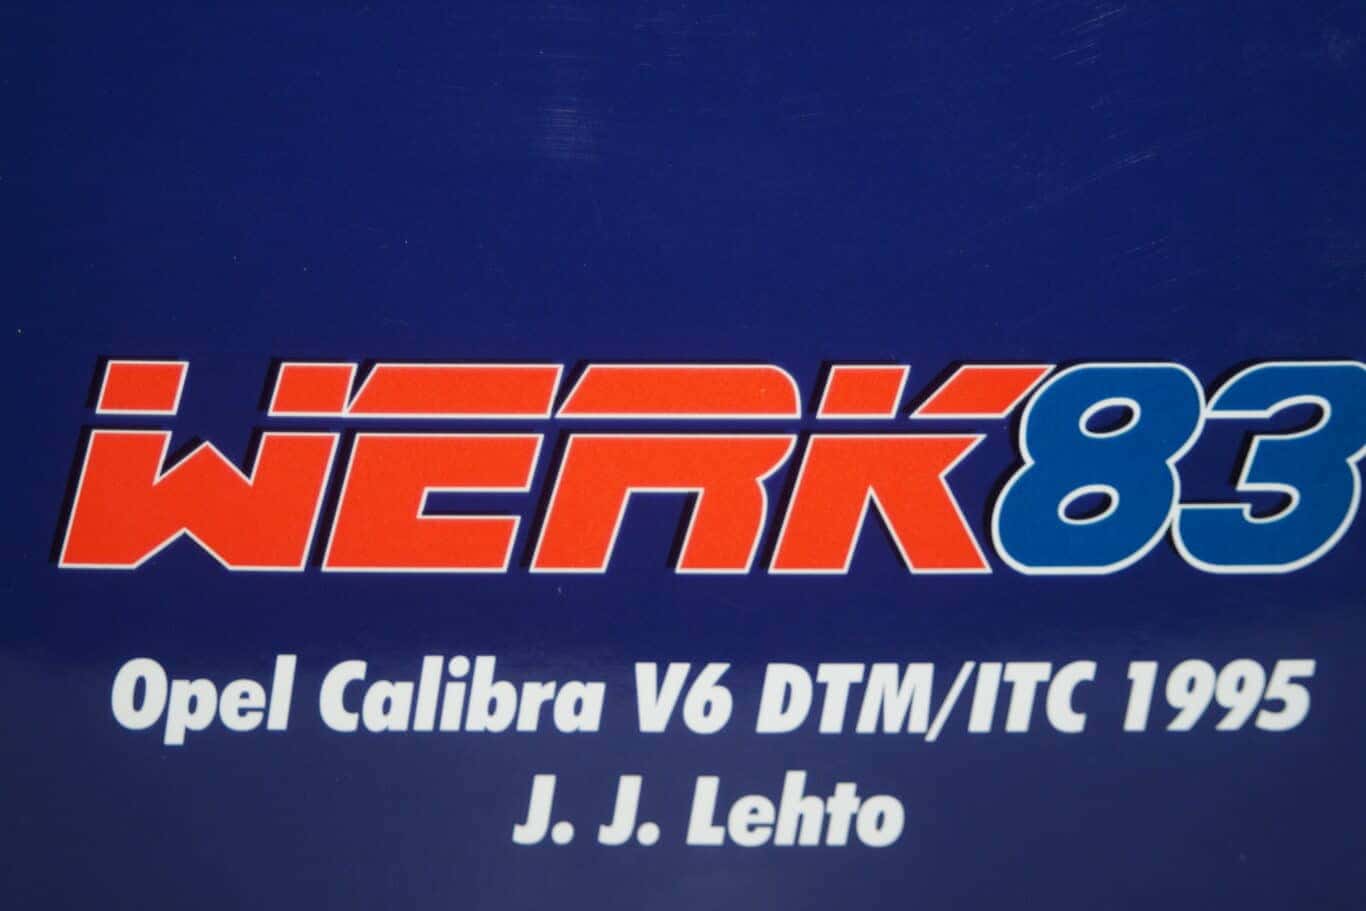 WERK83
Opel Calibra V6 DTM/ITC 1995
J. J. Lehto